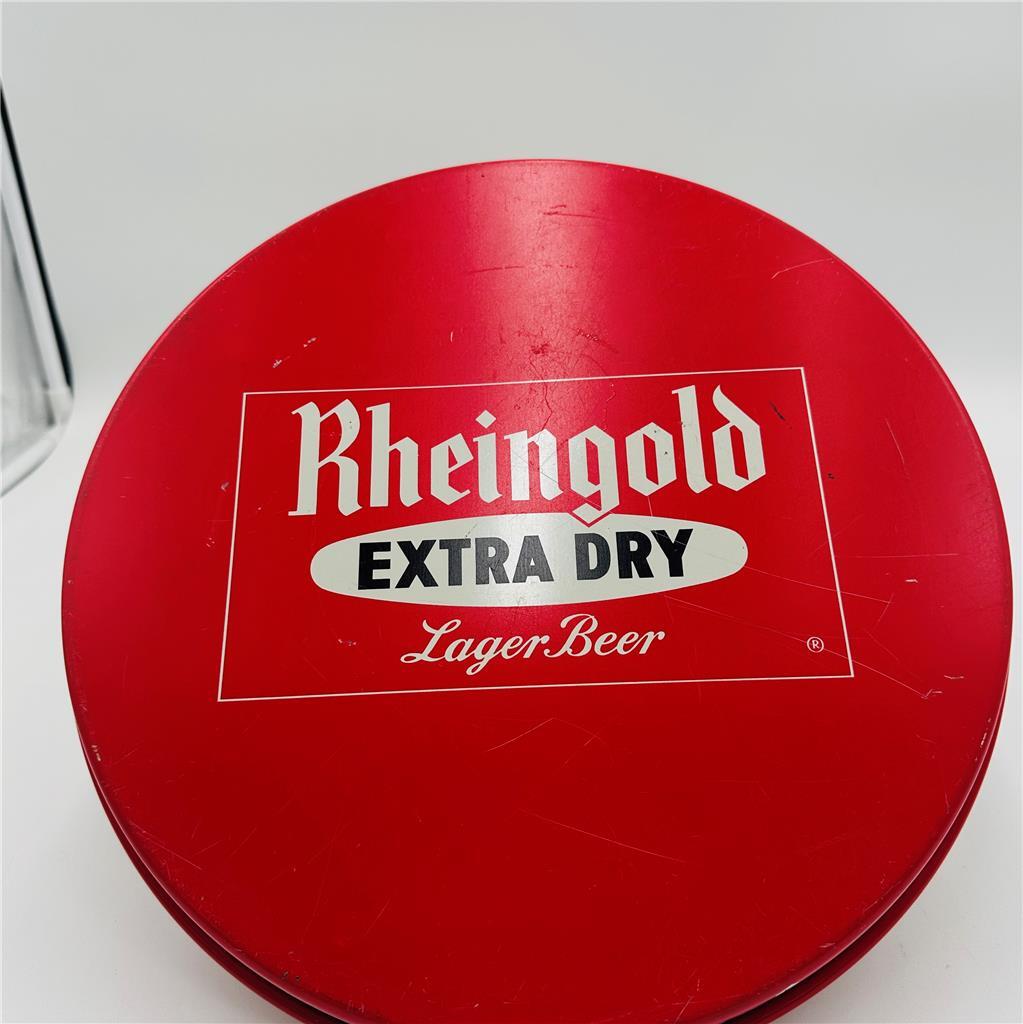 Rheingold
EXTRA DRY
Lager Beer
®